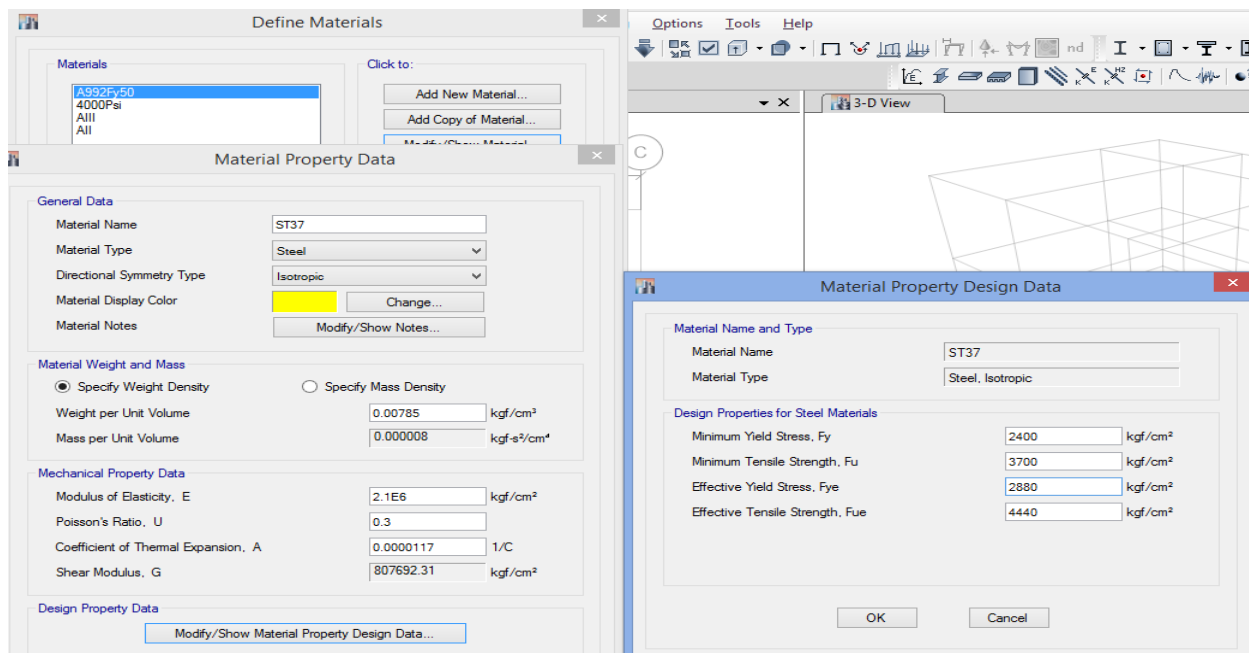 Define Materials
Materials
Click to:
A992Fy50
4000Psi
AIII
AII
Add New Material...
Add Copy of Material...
Modify/Show Material...
Material Property Data
General Data
Material Name ST37
Material Type Steel
Directional Symmetry Type Isotropic
Material Display Color Change...
Material Notes Modify/Show Notes...
Material Weight and Mass
Specify Weight Density Specify Mass Density
Weight per Unit Volume 0.00785 kgf/cm³
Mass per Unit Volume 0.000008 kgf-s²/cm⁴
Mechanical Property Data
Modulus of Elasticity, E 2.1E6 kgf/cm²
Poisson's Ratio, U 0.3
Coefficient of Thermal Expansion, A 0.0000117 1/C
Shear Modulus, G 807692.31 kgf/cm²
Design Property Data
Modify/Show Material Property Design Data...
Options Tools Help
nd
3-D View
C
Material Property Design Data
Material Name and Type
Material Name ST37
Material Type Steel, Isotropic
Design Properties for Steel Materials
Minimum Yield Stress, Fy 2400 kgf/cm²
Minimum Tensile Strength, Fu 3700 kgf/cm²
Effective Yield Stress, Fye 2880 kgf/cm²
Effective Tensile Strength, Fue 4440 kgf/cm²
OK Cancel